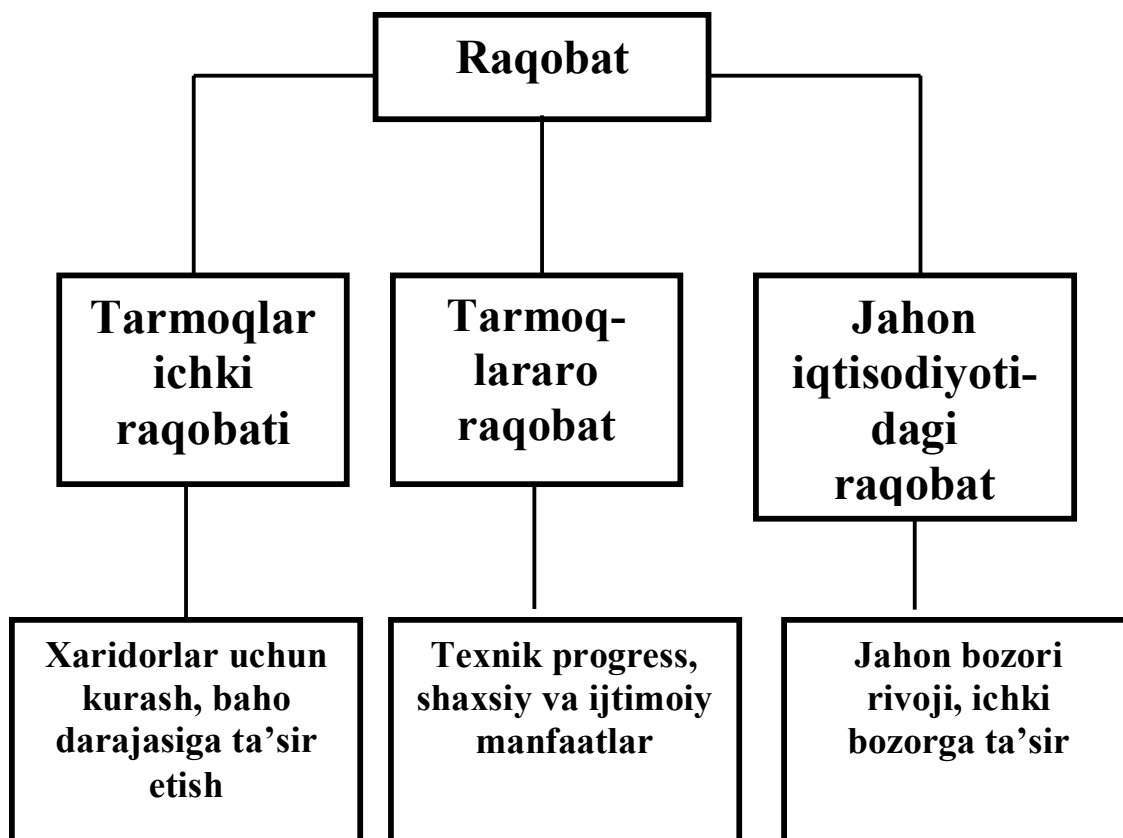 Raqobat
Tarmoqlar
ichki
raqobati
Tarmoq-
lararo
raqobat
Jahon
iqtisodiyoti-
dagi
raqobat
Xaridorlar uchun
kurash, baho
darajasiga ta’sir
etish
Texnik progress,
shaxsiy va ijtimoiy
manfaatlar
Jahon bozori
rivoji, ichki
bozorga ta’sir